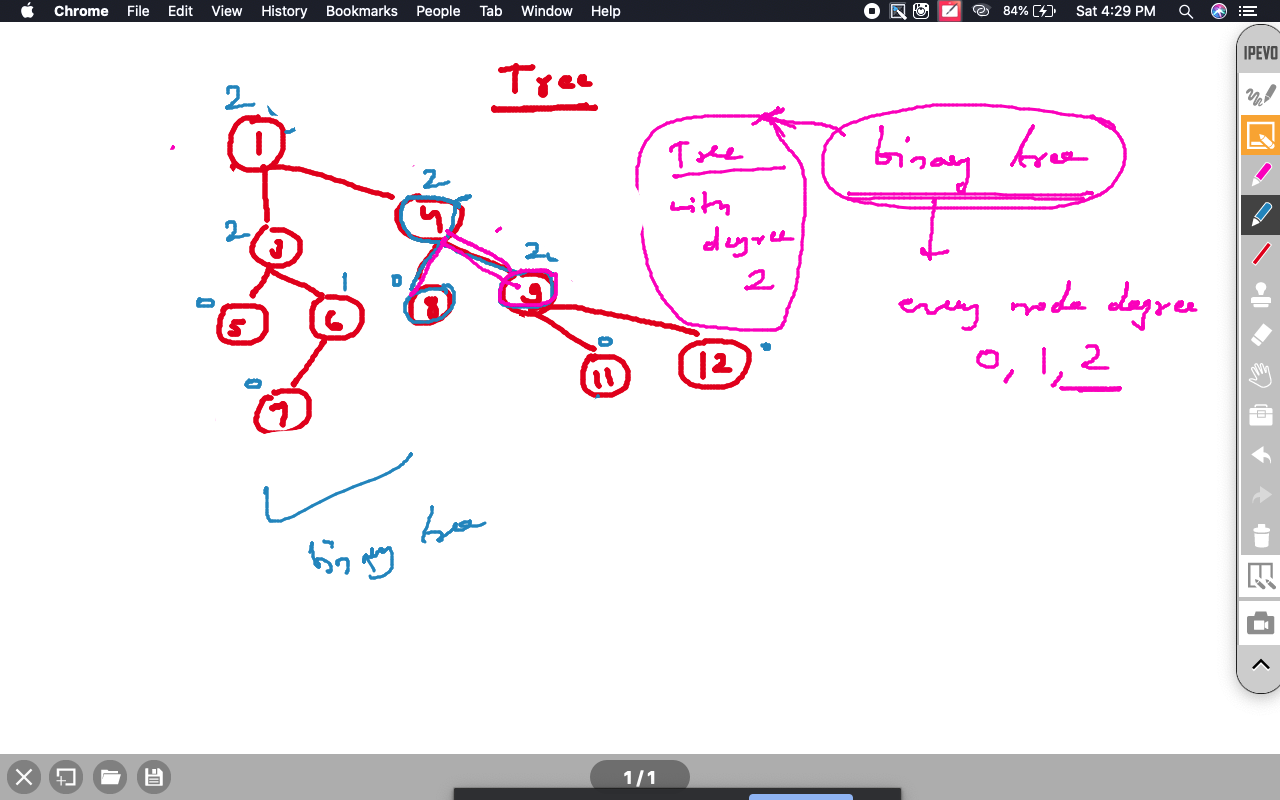 Chrome File Edit View History Bookmarks People Tab Window Help 84% Sat 4:29 PM
IPEVO
Tree
2
1
2
3
2
4
0
5
1
6
0
8
2
9
0
7
0
11
12
Tree
with
degree
2
binary tree
every node degree
0, 1, 2
binary tree
1/1